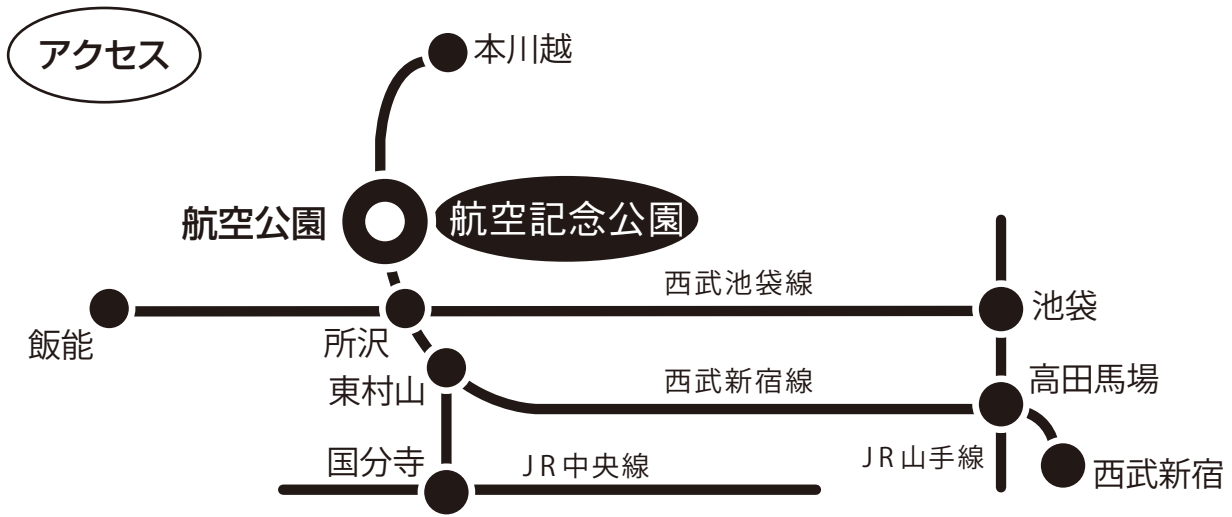 アクセス
本川越
航空公園
航空記念公園
西武池袋線
池袋
飯能
所沢
東村山
西武新宿線
高田馬場
国分寺
JR中央線
JR山手線
西武新宿